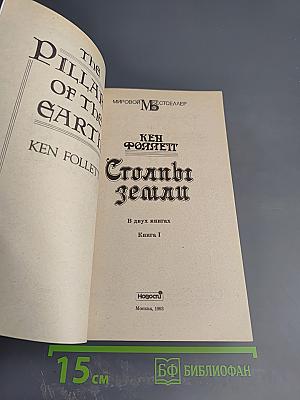 The
PILLARS
OF THE
EARTH
KEN FOLLETT
МИРОВОЙ МБ БЕСТСЕЛЛЕР
КЕН
ФОЛЛЕТТ
Столпы
земли
В двух книгах
Книга I
Новости
Москва, 1993
15 см
БФ БИБЛИОФАН